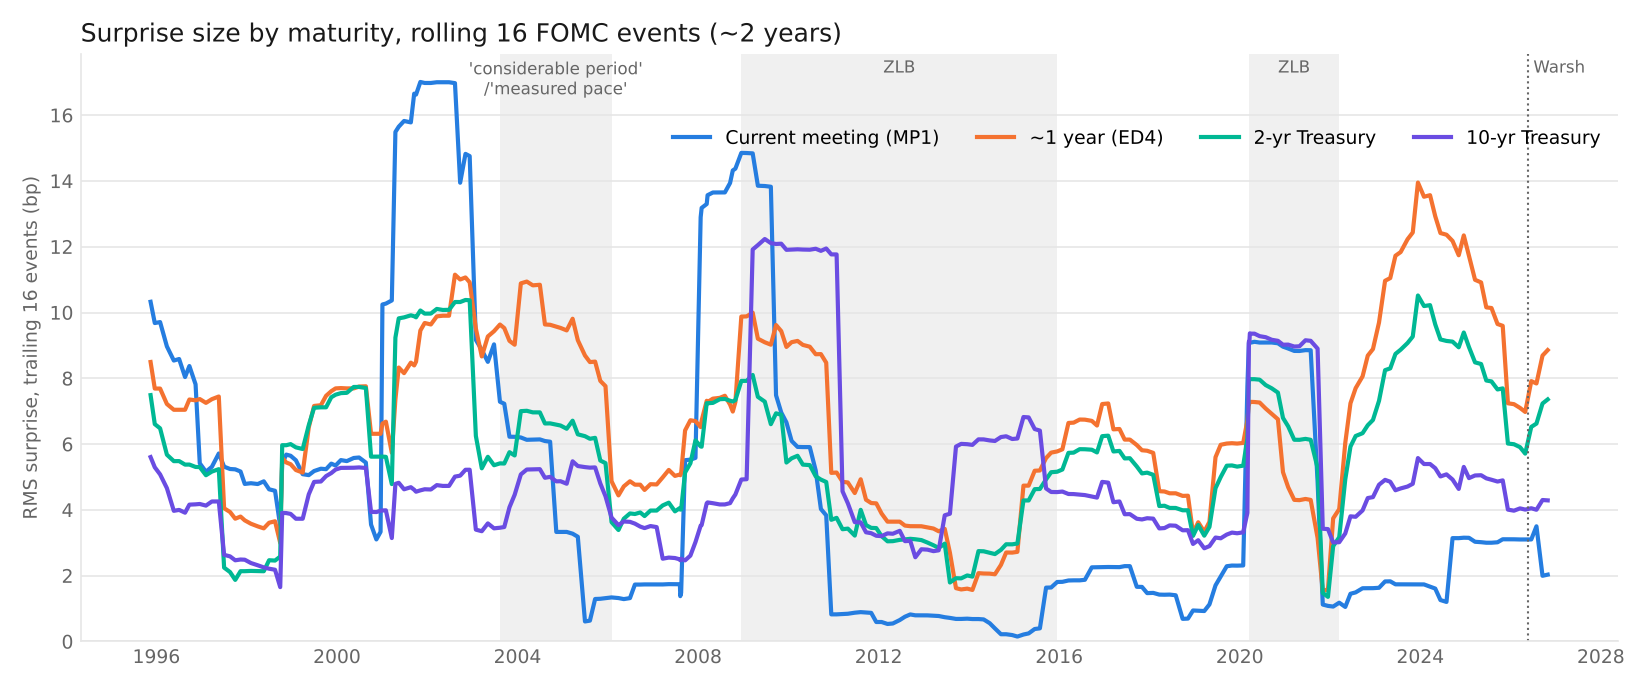 Surprise size by maturity, rolling 16 FOMC events (~2 years)
'considerable period'
/'measured pace'
ZLB
ZLB
Warsh
Current meeting (MP1)
~1 year (ED4)
2-yr Treasury
10-yr Treasury
RMS surprise, trailing 16 events (bp)
16
14
12
10
8
6
4
2
0
1996
2000
2004
2008
2012
2016
2020
2024
2028